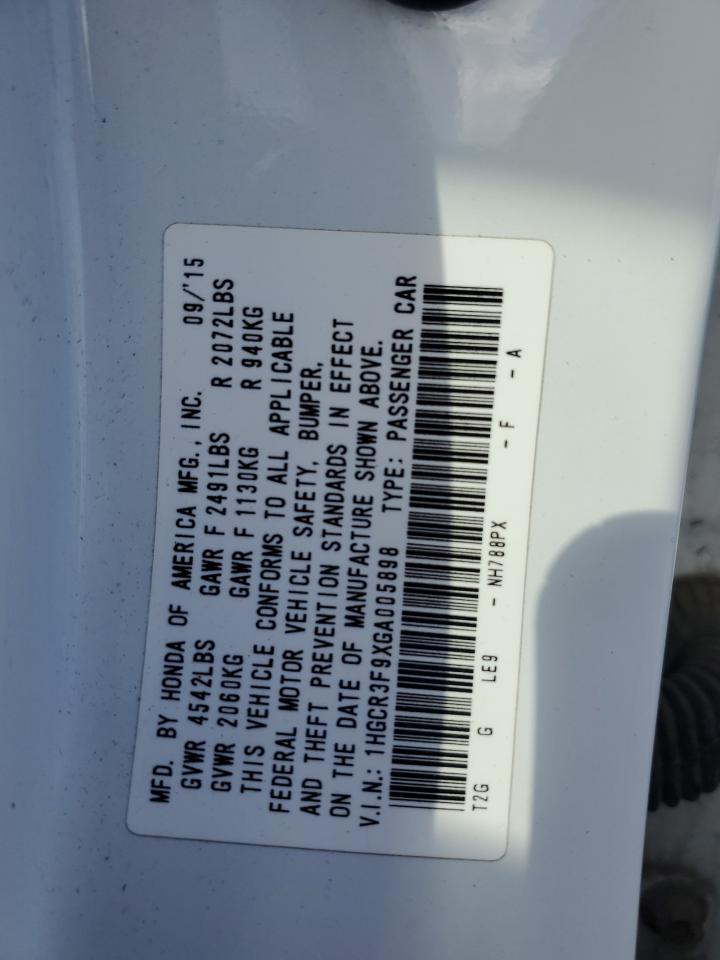 MFD. BY HONDA OF AMERICA MFG., INC. 09/'15
GVWR 4542LBS GAWR F 2491LBS R 2072LBS
GVWR 2060KG GAWR F 1130KG R 940KG
THIS VEHICLE CONFORMS TO ALL APPLICABLE
FEDERAL MOTOR VEHICLE SAFETY, BUMPER,
AND THEFT PREVENTION STANDARDS IN EFFECT
ON THE DATE OF MANUFACTURE SHOWN ABOVE.
V.I.N.: 1HGCR3F9XGA005898 TYPE: PASSENGER CAR
T2G G LE9 - NH788PX - F - A